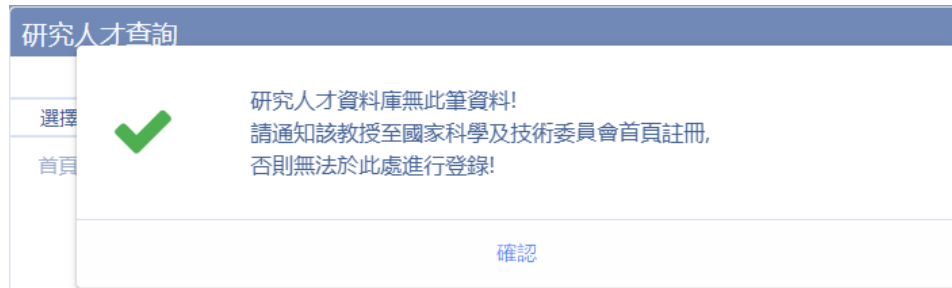 研究人才查詢
選擇
首頁
研究人才資料庫無此筆資料!
請通知該教授至國家科學及技術委員會首頁註冊,
否則無法於此處進行登錄!
確認